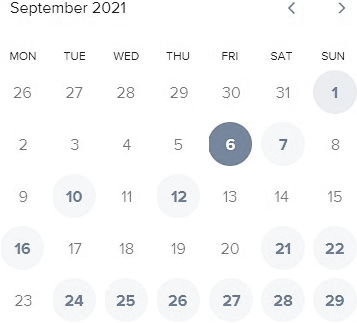 September 2021
MON TUE WED THU FRI SAT SUN
26 27 28 29 30 31 1
2 3 4 5 6 7 8
9 10 11 12 13 14 15
16 17 18 19 20 21 22
23 24 25 26 27 28 29